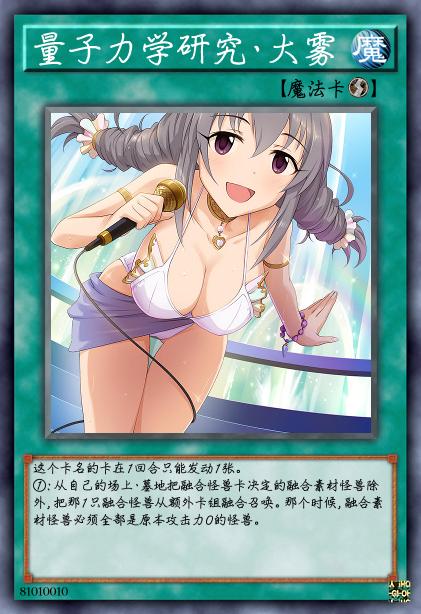 量子力学研究·大雾 魔
【魔法卡】
这个卡名的卡在1回合只能发动1张。
①：从自己的场上·墓地把融合怪兽卡决定的融合素材怪兽除
外，把那1只融合怪兽从额外卡组融合召唤。那个时候，融合素
材怪兽必须全部是原本攻击力0的怪兽。
81010010